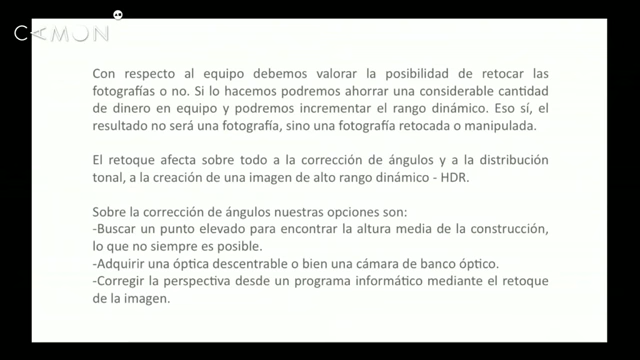 CAMON
Con respecto al equipo debemos valorar la posibilidad de retocar las
fotografías o no. Si lo hacemos podremos ahorrar una considerable cantidad
de dinero en equipo y podremos incrementar el rango dinámico. Eso sí, el
resultado no será una fotografía, sino una fotografía retocada o manipulada.
El retoque afecta sobre todo a la corrección de ángulos y a la distribución
tonal, a la creación de una imagen de alto rango dinámico - HDR.
Sobre la corrección de ángulos nuestras opciones son:
-Buscar un punto elevado para encontrar la altura media de la construcción,
lo que no siempre es posible.
-Adquirir una óptica descentrable o bien una cámara de banco óptico.
-Corregir la perspectiva desde un programa informático mediante el retoque
de la imagen.